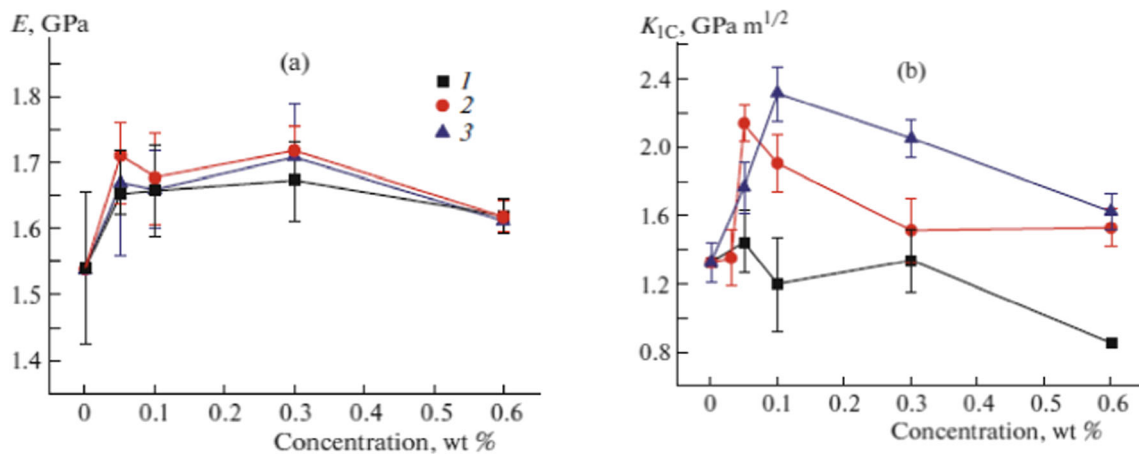 E, GPa
(a)
1
2
3
1.8
1.7
1.6
1.5
1.4
0 0.1 0.3 0.2 0.4 0.5 0.6
Concentration, wt %
K1C, GPa m1/2
(b)
2.4
2.0
1.6
1.2
0.8
0 0.1 0.2 0.3 0.4 0.5 0.6
Concentration, wt %